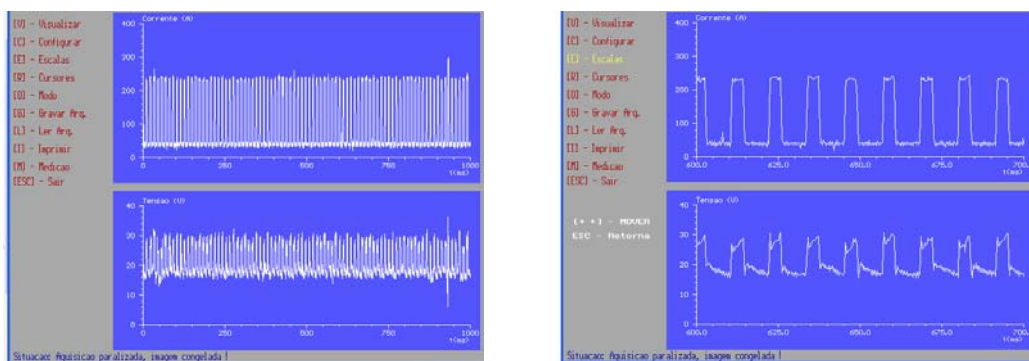 [V] - Visualizar
[C] - Configurar
[E] - Escalas
[R] - Cursores
[O] - Modo
[G] - Gravar Arq.
[L] - Ler Arq.
[I] - Imprimir
[M] - Medicao
[ESC] - Sair
Corrente (A)
400
300
200
100
0
0 250 500 750 1000
t(ms)
Tensao (V)
40
30
20
10
0
0 250 500 750 1000
t(ms)
Situacao: Aquisicao paralizada, imagem congelada !
[V] - Visualizar
[C] - Configurar
[E] - Escalas
[R] - Cursores
[O] - Modo
[G] - Gravar Arq.
[L] - Ler Arq.
[I] - Imprimir
[M] - Medicao
[ESC] - Sair
[+ +] - MOVER
ESC - Retorna
Corrente (A)
400
300
200
100
0
600.0 625.0 650.0 675.0 700.
t(ms)
Tensao (V)
40
30
20
10
0
600.0 625.0 650.0 675.0 700.
t(ms)
Situacao: Aquisicao paralizada, imagem congelada !